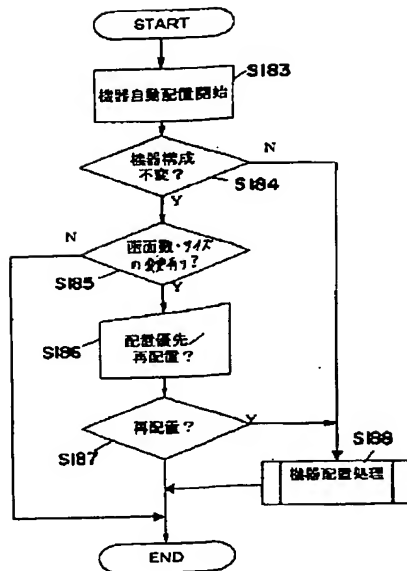 START
S183
機器自動配置開始
機器構成
不変?
N
S184
Y
N
画面数・サイズ
の変更有り?
S185
Y
S186
配置優先/
再配置?
再配置?
Y
S187
S188
機器配置処理
END